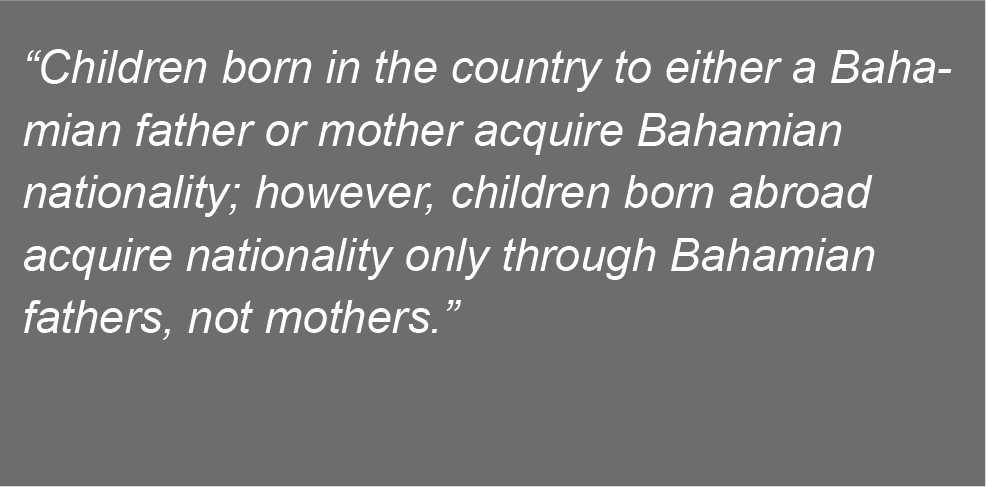 “Children born in the country to either a Baha-
mian father or mother acquire Bahamian
nationality; however, children born abroad
acquire nationality only through Bahamian
fathers, not mothers.”